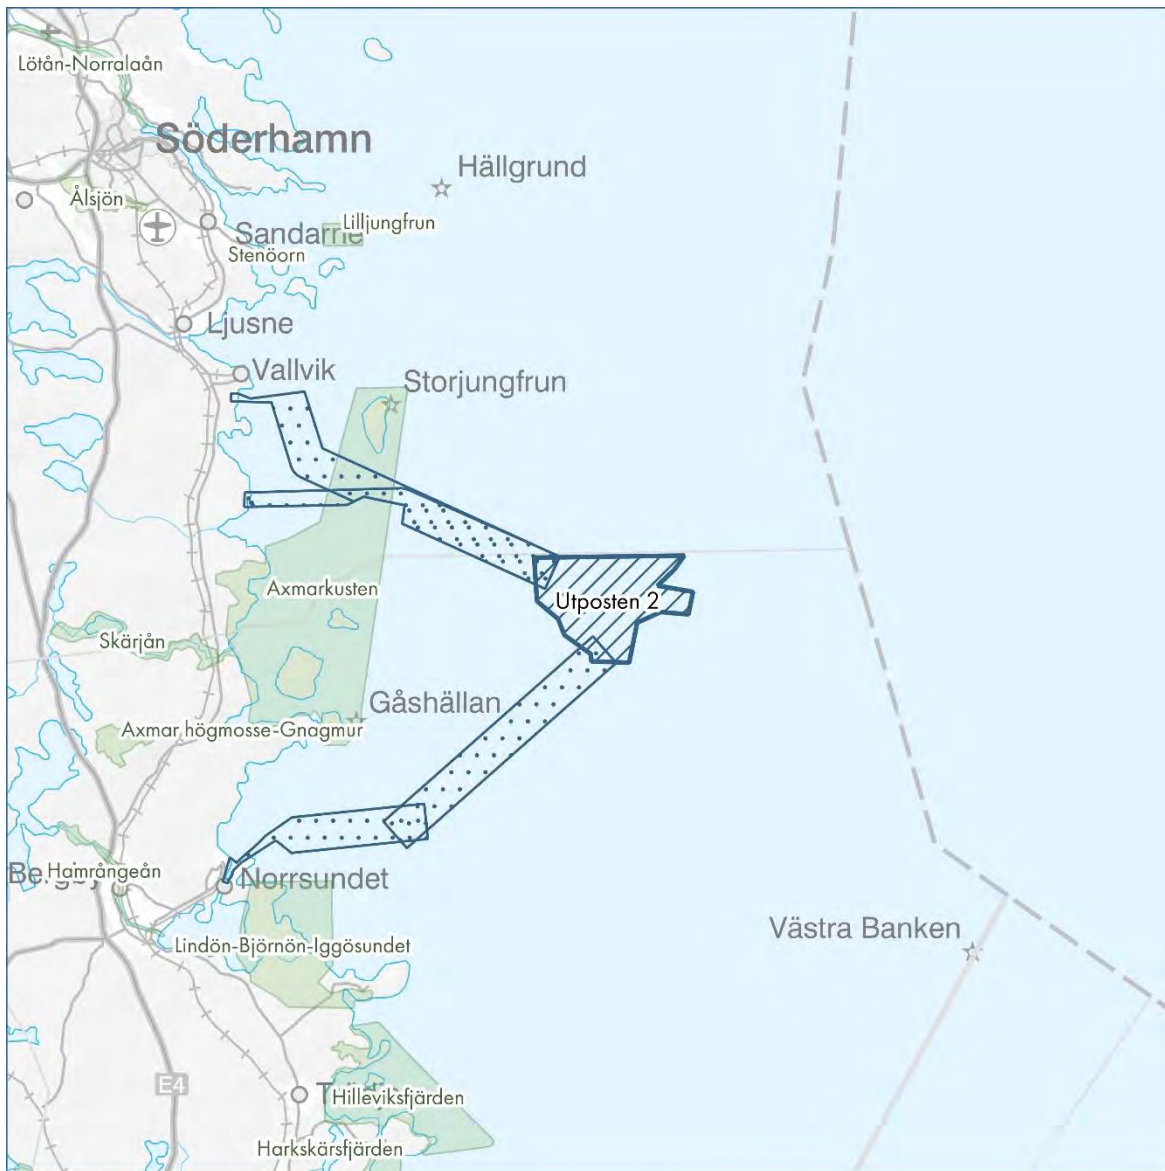 Lötån-Norralaån
Söderhamn
Hällgrund
Ålsjön
Lilljungfrun
Sandarne
Stenöorn
Ljusne
Vallvik
Storjungfrun
Axmarkusten
Utposten 2
Skärjån
Gåshällan
Axmar högmosse-Gnagmur
Hamrångeån
Norrsundet
Västra Banken
Lindön-Björnön-Iggösundet
E4
Hilleviksfjärden
Harkskärsfjärden